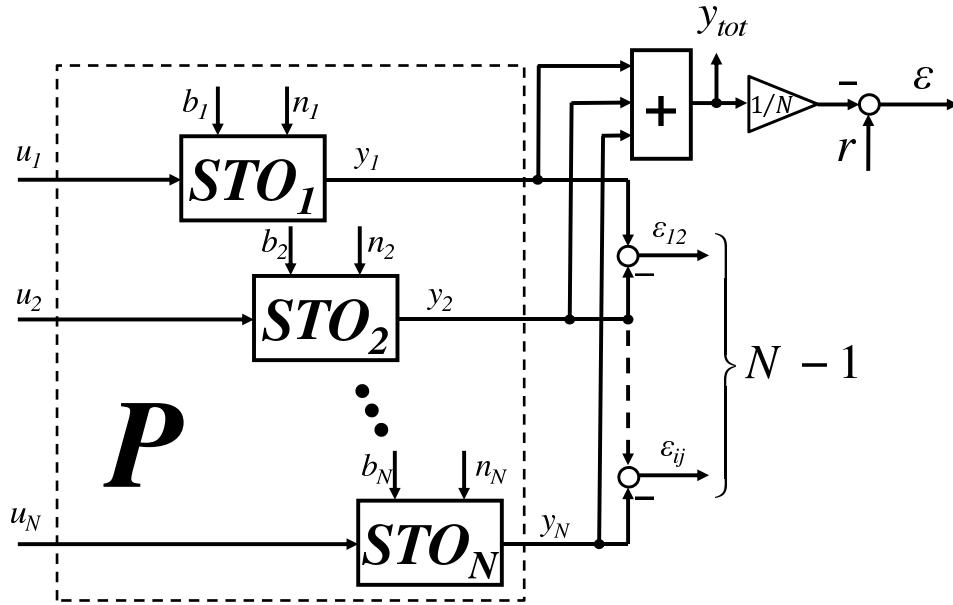 y_tot
+
1/N
−
ε
r
b_1 n_1
u_1
STO_1
y_1
ε_12
−
b_2 n_2
u_2
STO_2
y_2
N − 1
P
b_N n_N
ε_ij
−
u_N
STO_N
y_N